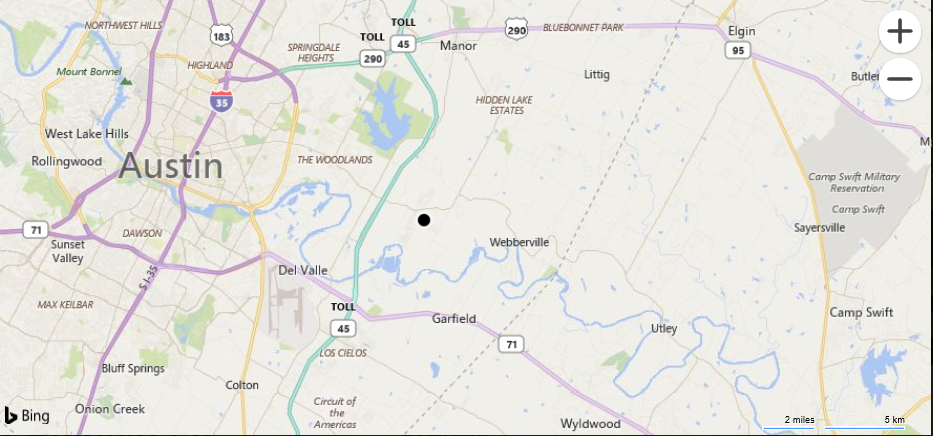 NORTHWEST HILLS
183
TOLL
TOLL
45
290
SPRINGDALE
HEIGHTS
290
BLUEBONNET PARK
Elgin
Manor
95
HIGHLAND
Mount Bonnel
35
Littig
HIDDEN LAKE
ESTATES
West Lake Hills
Rollingwood
Austin
THE WOODLANDS
Camp Swift Military
Reservation
Camp Swift
Sayersville
71
DAWSON
Sunset
Valley
Webberville
Del Valle
S I-35
MAX KEILBAR
TOLL
45
Garfield
71
Utley
Camp Swift
LOS CIELOS
Bluff Springs
Colton
Circuit of
the
Americas
Onion Creek
Wyldwood
Bing
2 miles
5 km